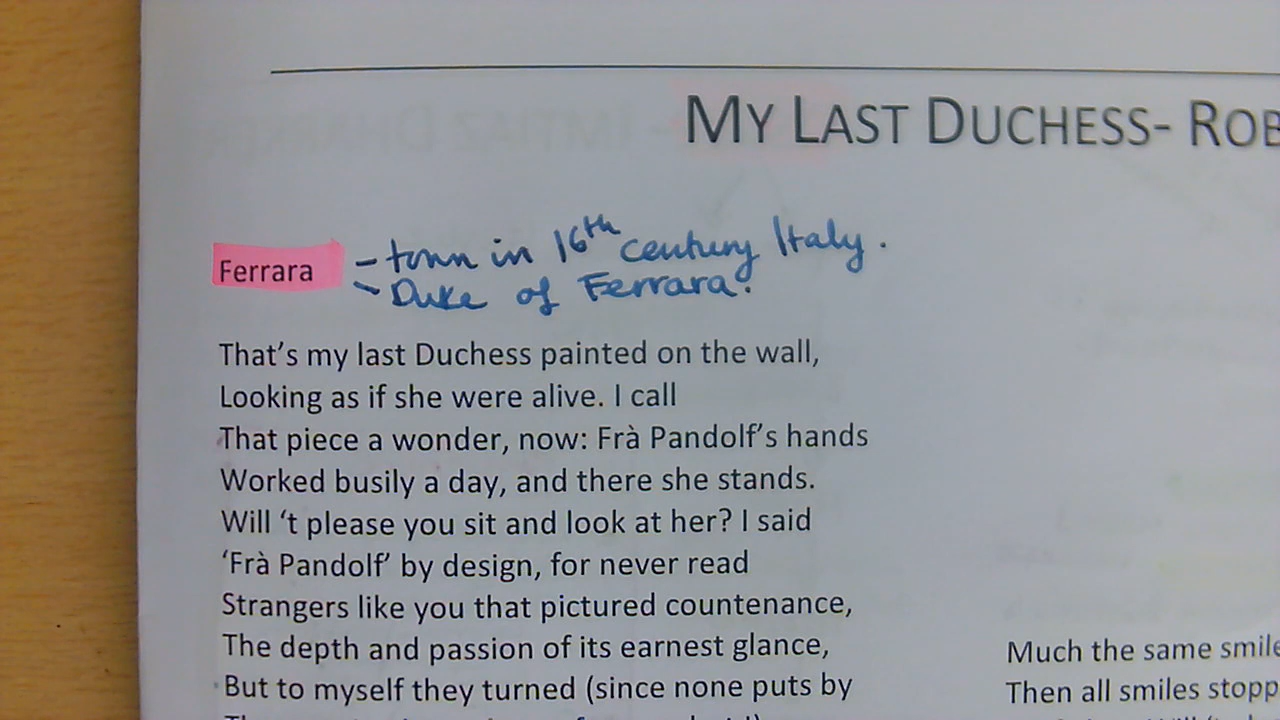 MY LAST DUCHESS- ROB
Ferrara
- town in 16th century Italy.
- Duke of Ferrara.
That's my last Duchess painted on the wall,
Looking as if she were alive. I call
That piece a wonder, now: Frà Pandolf's hands
Worked busily a day, and there she stands.
Will 't please you sit and look at her? I said
'Frà Pandolf' by design, for never read
Strangers like you that pictured countenance,
The depth and passion of its earnest glance,
But to myself they turned (since none puts by
Much the same smile
Then all smiles stopp